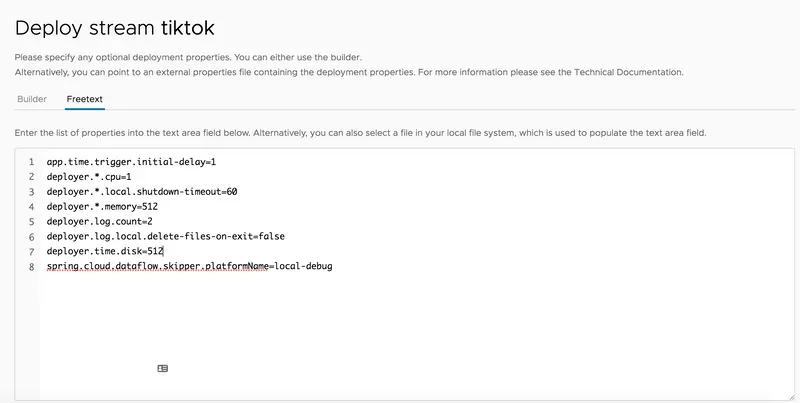 Deploy stream tiktok
Please specify any optional deployment properties. You can either use the builder.
Alternatively, you can point to an external properties file containing the deployment properties. For more information please see the Technical Documentation.
Builder Freetext
Enter the list of properties into the text area field below. Alternatively, you can also select a file in your local file system, which is used to populate the text area field.
1 app.time.trigger.initial-delay=1
2 deployer.*.cpu=1
3 deployer.*.local.shutdown-timeout=60
4 deployer.*.memory=512
5 deployer.log.count=2
6 deployer.log.local.delete-files-on-exit=false
7 deployer.time.disk=512
8 spring.cloud.dataflow.skipper.platformName=local-debug